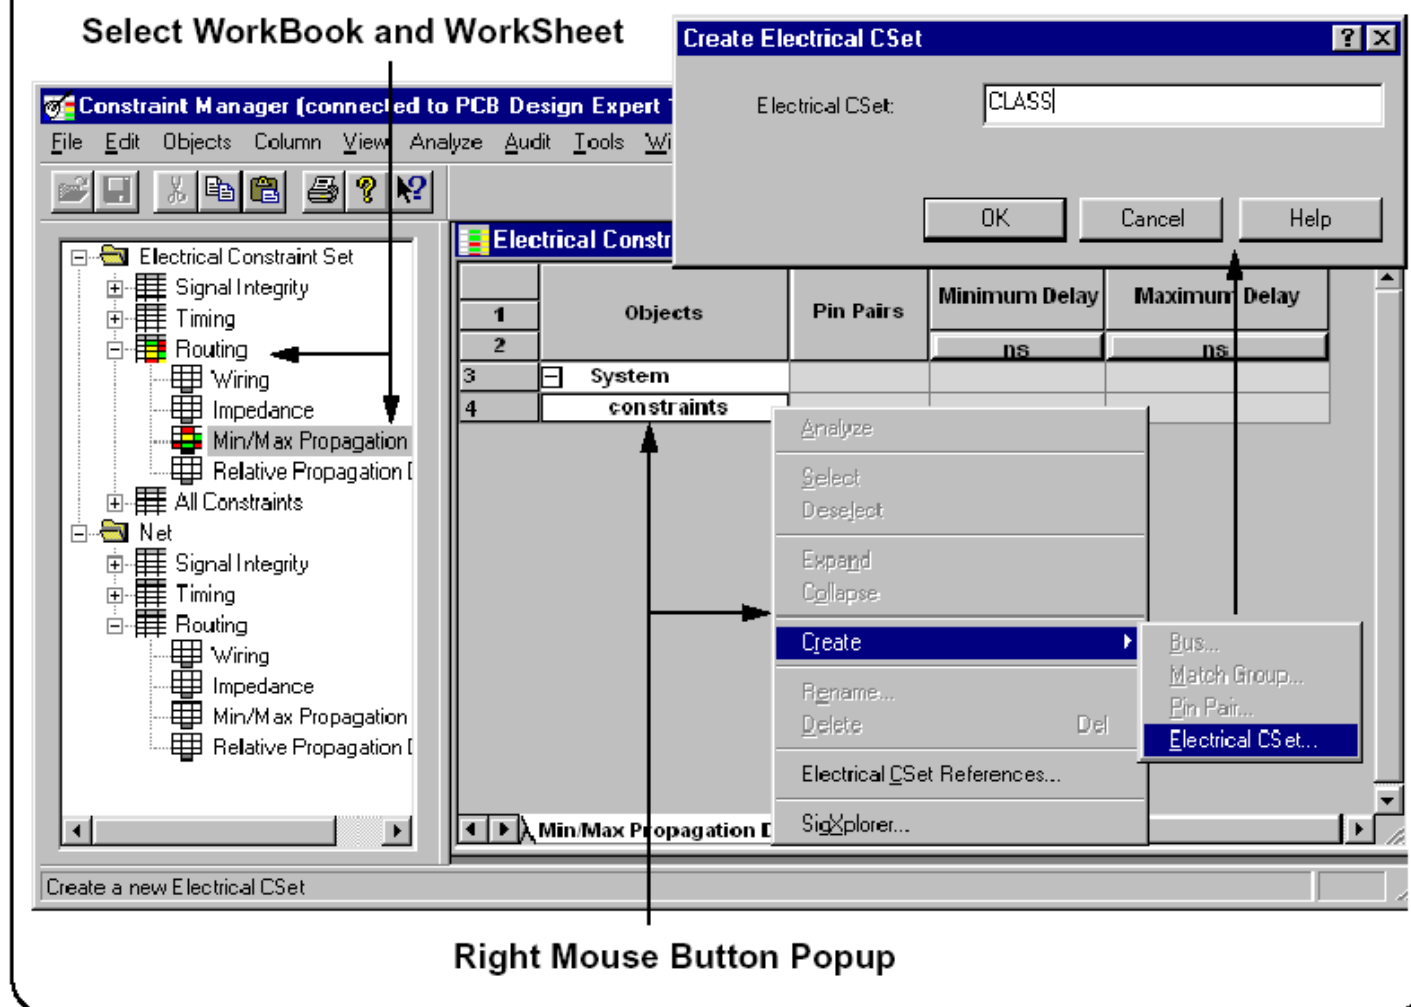 Select WorkBook and WorkSheet
Create Electrical CSet
Electrical CSet:
CLASS
OK Cancel Help
Constraint Manager (connected to PCB Design Expert
File Edit Objects Column View Analyze Audit Tools Wi
Electrical Constr
Electrical Constraint Set
Signal Integrity
Timing
Routing
Wiring
Impedance
Min/Max Propagation
Relative Propagation D
All Constraints
Net
Signal Integrity
Timing
Routing
Wiring
Impedance
Min/Max Propagation
Relative Propagation D
1 Objects Pin Pairs Minimum Delay Maximum Delay
2 ns ns
3 System
4 constraints
Analyze
Select
Deselect
Expand
Collapse
Create
Rename...
Delete Del
Electrical CSet References...
SigXplorer...
Bus...
Match Group...
Pin Pair...
Electrical CSet...
Min/Max Propagation D
Create a new Electrical CSet
Right Mouse Button Popup